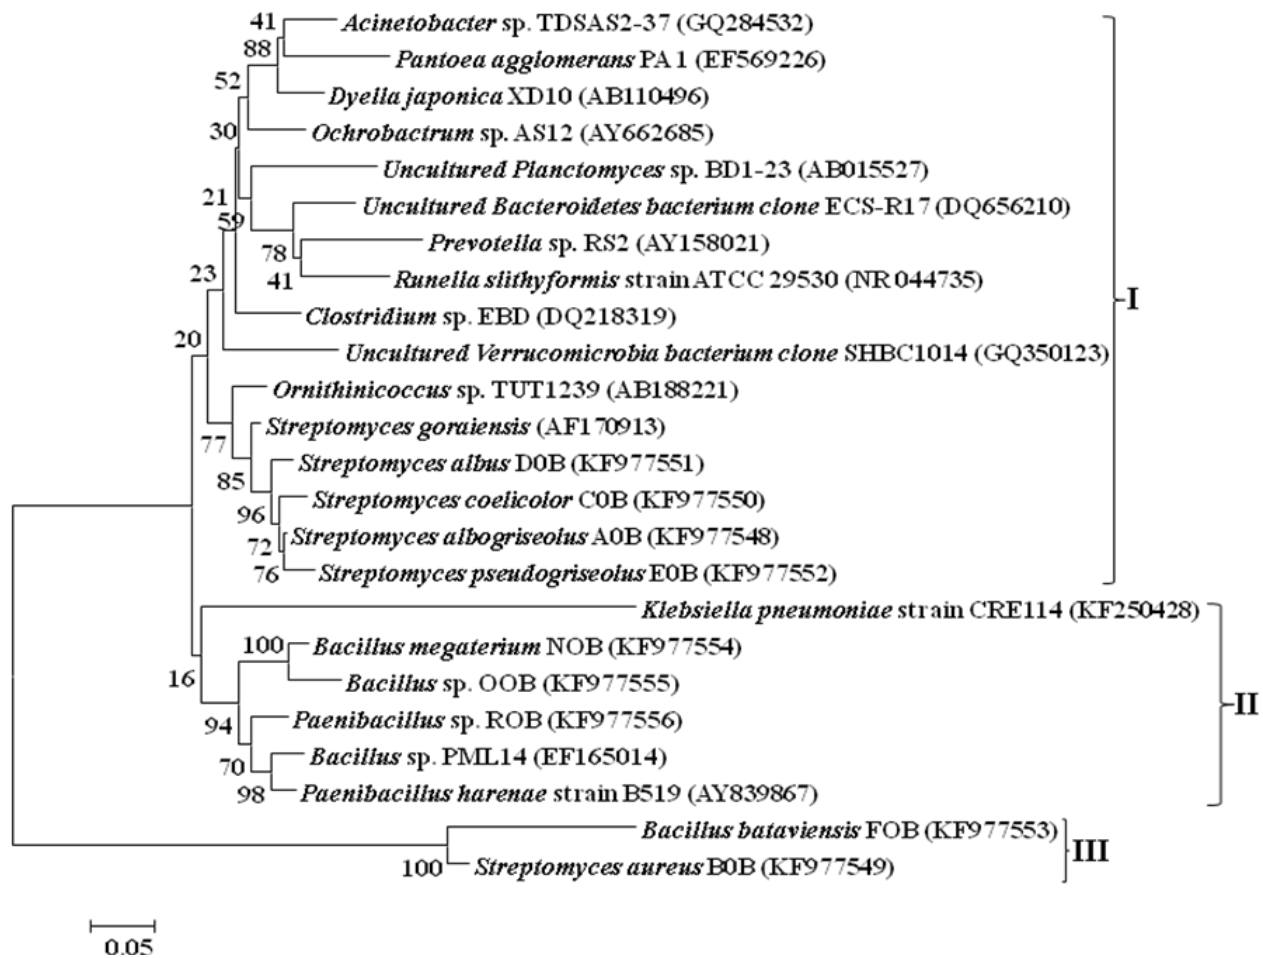 41
Acinetobacter sp. TDSAS2-37 (GQ284532)
88
Pantoea agglomerans PA 1 (EF569226)
52
Dyella japonica XD10 (AB110496)
30
Ochrobactrum sp. AS12 (AY662685)
Uncultured Planctomyces sp. BD1-23 (AB015527)
21
Uncultured Bacteroidetes bacterium clone ECS-R17 (DQ656210)
59
Prevotella sp. RS2 (AY158021)
78
Runella slithyformis strain ATCC 29530 (NR 044735)
41
I
23
Clostridium sp. EBD (DQ218319)
20
Uncultured Verrucomicrobia bacterium clone SHBC1014 (GQ350123)
Ornithinicoccus sp. TUT1239 (AB188221)
Streptomyces goraiensis (AF170913)
77
Streptomyces albus D0B (KF977551)
85
Streptomyces coelicolor C0B (KF977550)
96
Streptomyces albogriseolus A0B (KF977548)
72
Streptomyces pseudogriseolus E0B (KF977552)
76
Klebsiella pneumoniae strain CRE114 (KF250428)
100
Bacillus megaterium NOB (KF977554)
16
Bacillus sp. OOB (KF977555)
II
94
Paenibacillus sp. ROB (KF977556)
Bacillus sp. PML14 (EF165014)
70
Paenibacillus harenae strain B519 (AY839867)
98
Bacillus bataviensis FOB (KF977553)
III
100
Streptomyces aureus B0B (KF977549)
0.05